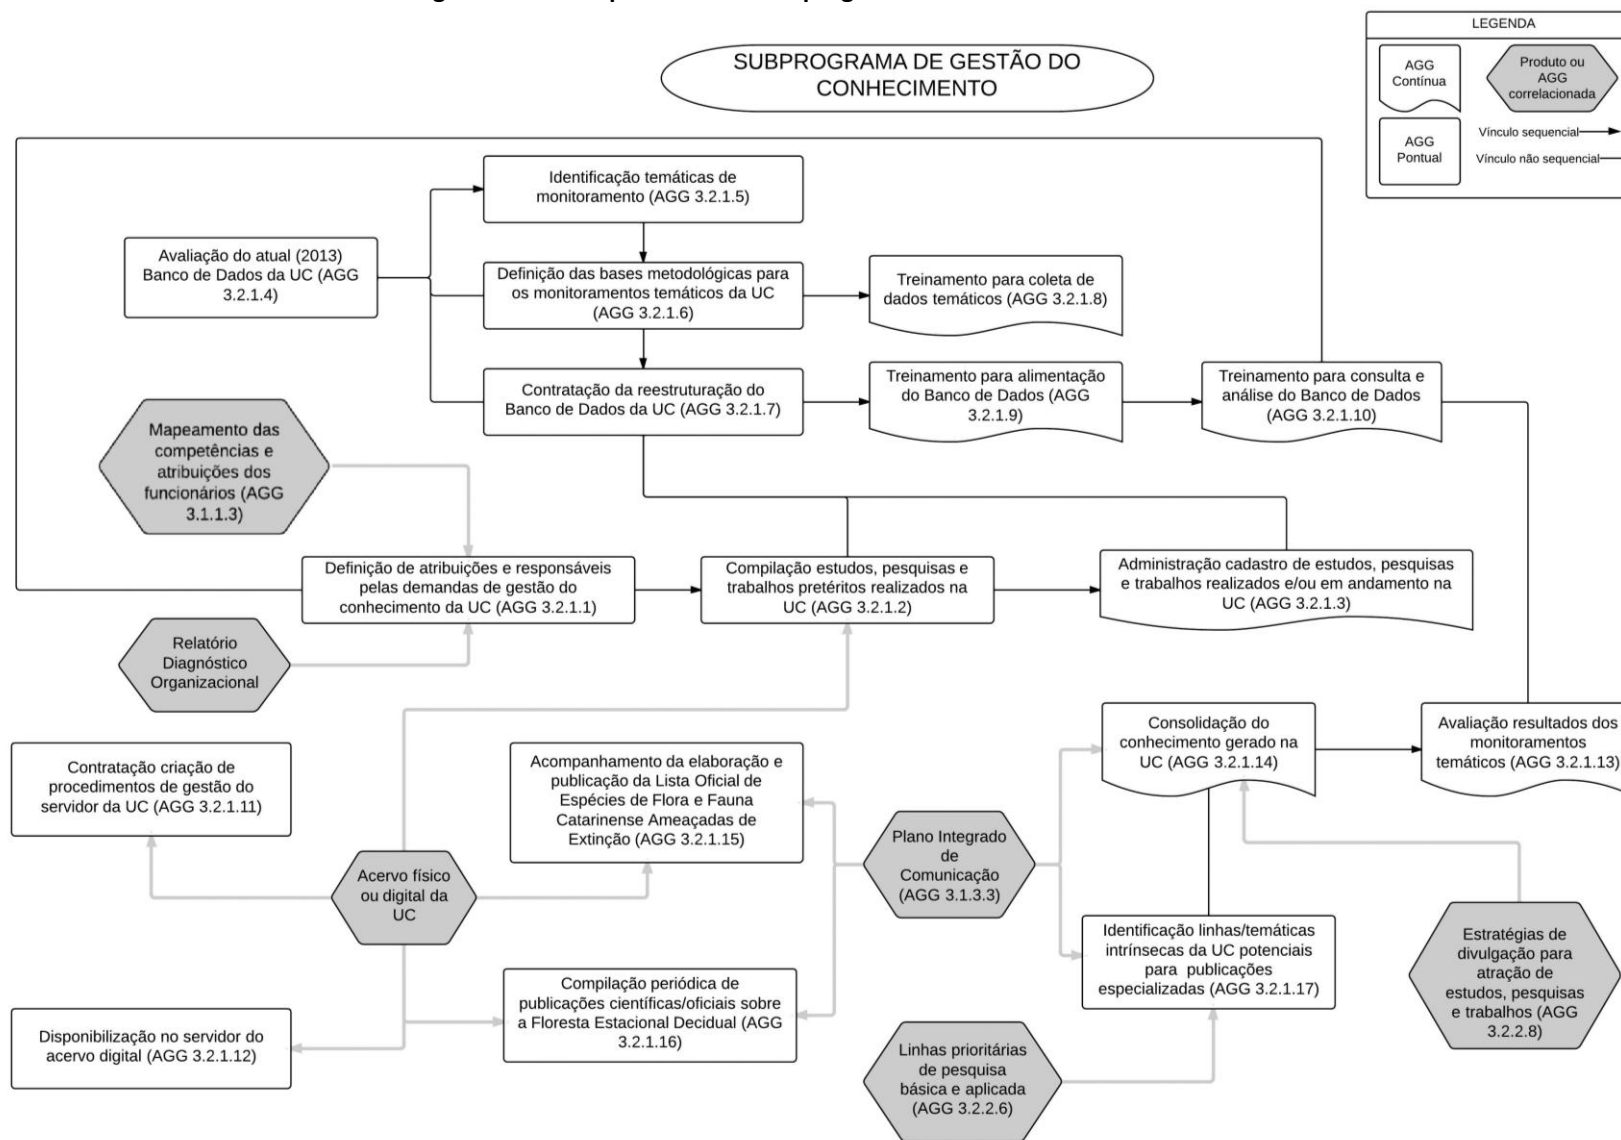 LEGENDA
AGG
Contínua
Produto ou
AGG
correlacionada
AGG
Pontual
Vínculo sequencial
Vínculo não sequencial
SUBPROGRAMA DE GESTÃO DO
CONHECIMENTO
Identificação temáticas de
monitoramento (AGG 3.2.1.5)
Avaliação do atual (2013)
Banco de Dados da UC (AGG
3.2.1.4)
Definição das bases metodológicas para
os monitoramentos temáticos da UC
(AGG 3.2.1.6)
Treinamento para coleta de
dados temáticos (AGG 3.2.1.8)
Contratação da reestruturação do
Banco de Dados da UC (AGG 3.2.1.7)
Treinamento para alimentação
do Banco de Dados (AGG
3.2.1.9)
Treinamento para consulta e
análise do Banco de Dados
(AGG 3.2.1.10)
Mapeamento das
competências e
atribuições dos
funcionários (AGG
3.1.1.3)
Definição de atribuições e responsáveis
pelas demandas de gestão do
conhecimento da UC (AGG 3.2.1.1)
Compilação estudos, pesquisas e
trabalhos pretéritos realizados na
UC (AGG 3.2.1.2)
Administração cadastro de estudos, pesquisas
e trabalhos realizados e/ou em andamento na
UC (AGG 3.2.1.3)
Relatório
Diagnóstico
Organizacional
Contratação criação de
procedimentos de gestão do
servidor da UC (AGG 3.2.1.11)
Acompanhamento da elaboração e
publicação da Lista Oficial de
Espécies de Flora e Fauna
Catarinense Ameaçadas de
Extinção (AGG 3.2.1.15)
Consolidação do
conhecimento gerado na
UC (AGG 3.2.1.14)
Avaliação resultados dos
monitoramentos
temáticos (AGG 3.2.1.13)
Acervo físico
ou digital da
UC
Plano Integrado
de
Comunicação
(AGG 3.1.3.3)
Identificação linhas/temáticas
intrínsecas da UC potenciais
para publicações
especializadas (AGG 3.2.1.17)
Estratégias de
divulgação para
atração de
estudos, pesquisas
e trabalhos (AGG
3.2.2.8)
Compilação periódica de
publicações científicas/oficiais sobre
a Floresta Estacional Decidual (AGG
3.2.1.16)
Disponibilização no servidor do
acervo digital (AGG 3.2.1.12)
Linhas prioritárias
de pesquisa
básica e aplicada
(AGG 3.2.2.6)